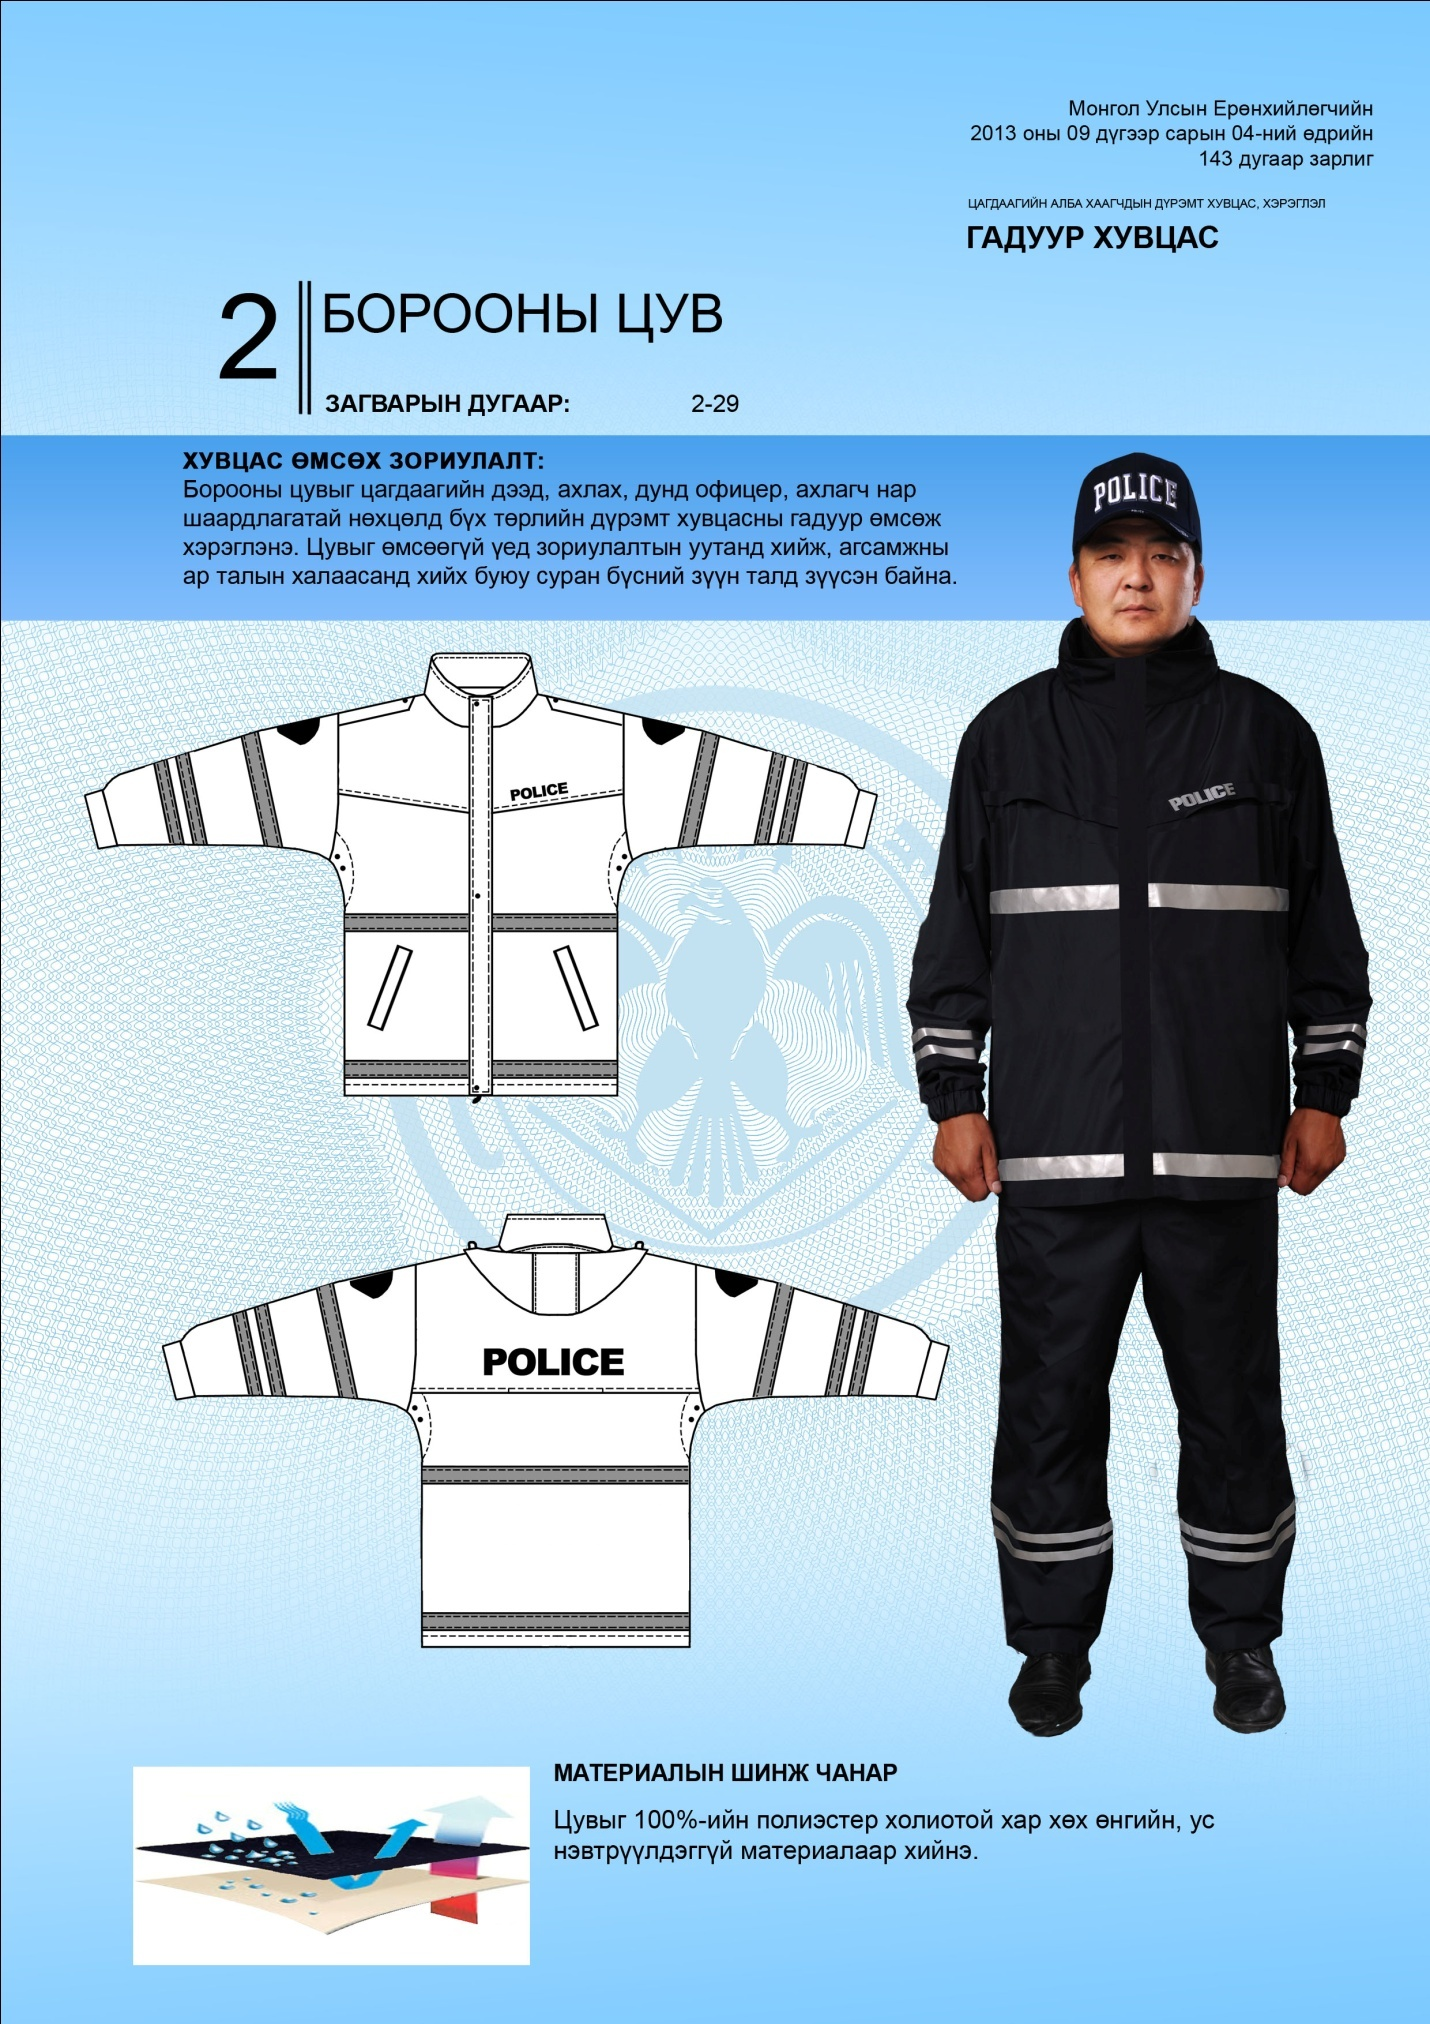 Монгол Улсын Ерөнхийлөгчийн
2013 оны 09 дүгээр сарын 04-ний өдрийн
143 дугаар зарлиг
ЦАГДААГИЙН АЛБА ХААГЧДЫН ДҮРЭМТ ХУВЦАС, ХЭРЭГЛЭЛ
ГАДУУР ХУВЦАС
2
БОРООНЫ ЦУВ
ЗАГВАРЫН ДУГААР: 2-29
ХУВЦАС ӨМСӨХ ЗОРИУЛАЛТ:
Борооны цувыг цагдаагийн дээд, ахлах, дунд офицер, ахлагч нар
шаардлагатай нөхцөлд бүх төрлийн дүрэмт хувцасны гадуур өмсөж
хэрэглэнэ. Цувыг өмсөөгүй үед зориулалтын уутанд хийж, агсамжны
ар талын халаасанд хийх буюу суран бүсний зүүн талд зүүсэн байна.
POLICE
POLICE
POLICE
POLICE
МАТЕРИАЛЫН ШИНЖ ЧАНАР
Цувыг 100%-ийн полиэстер холиотой хар хөх өнгийн, ус
нэвтрүүлдэггүй материалаар хийнэ.